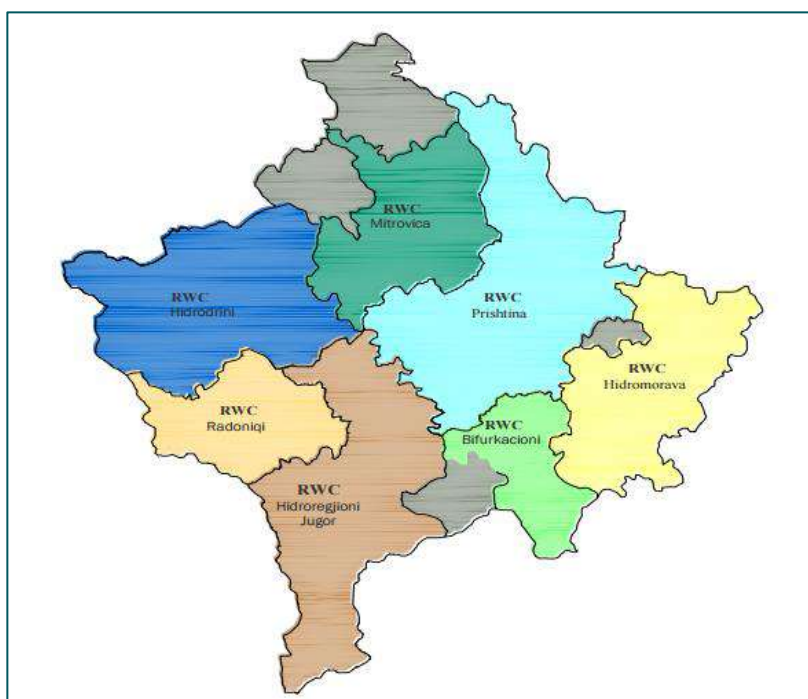 RWC
Mitrovica
RWC
Hidrodrini
RWC
Prishtina
RWC
Hidromorava
RWC
Radoniqi
RWC
Bifurkacioni
RWC
Hidroregjioni
Jugor